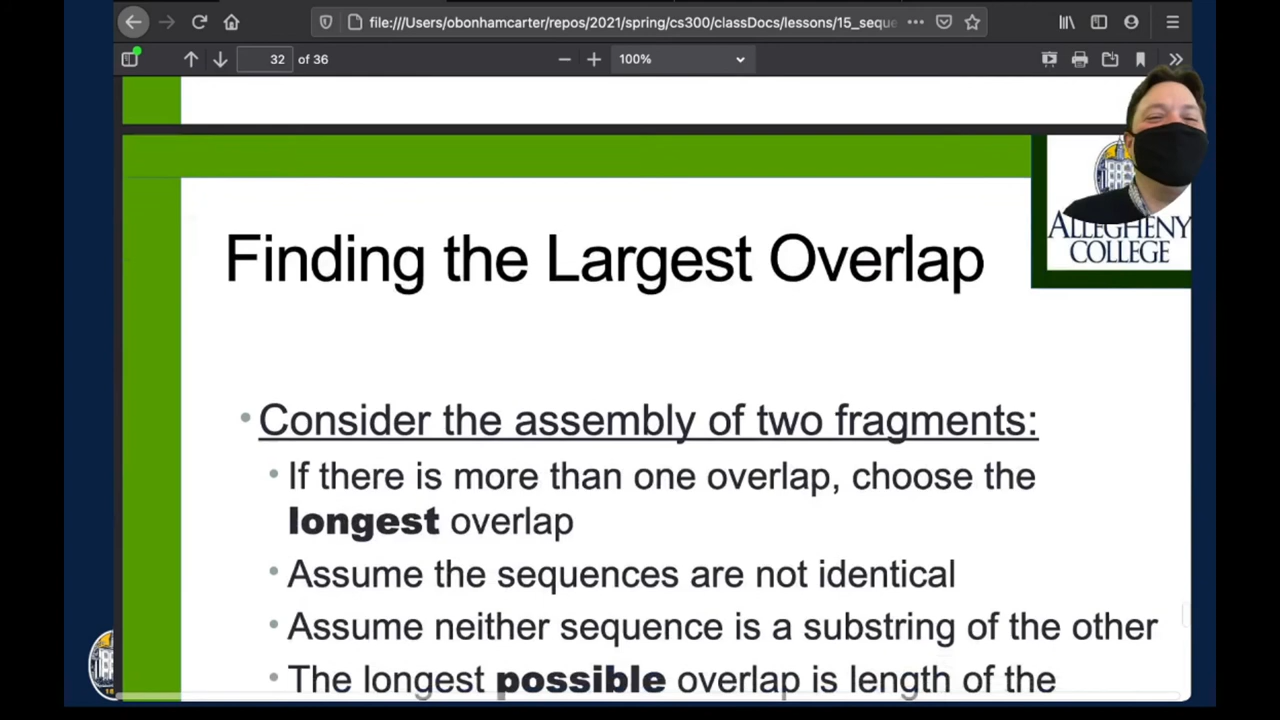 file:///Users/obonhamcarter/repos/2021/spring/cs300/classDocs/lessons/15_seque
32 of 36
100%
ALLEGHENY
COLLEGE
Finding the Largest Overlap
• Consider the assembly of two fragments:
• If there is more than one overlap, choose the
longest overlap
• Assume the sequences are not identical
• Assume neither sequence is a substring of the other
• The longest possible overlap is length of the